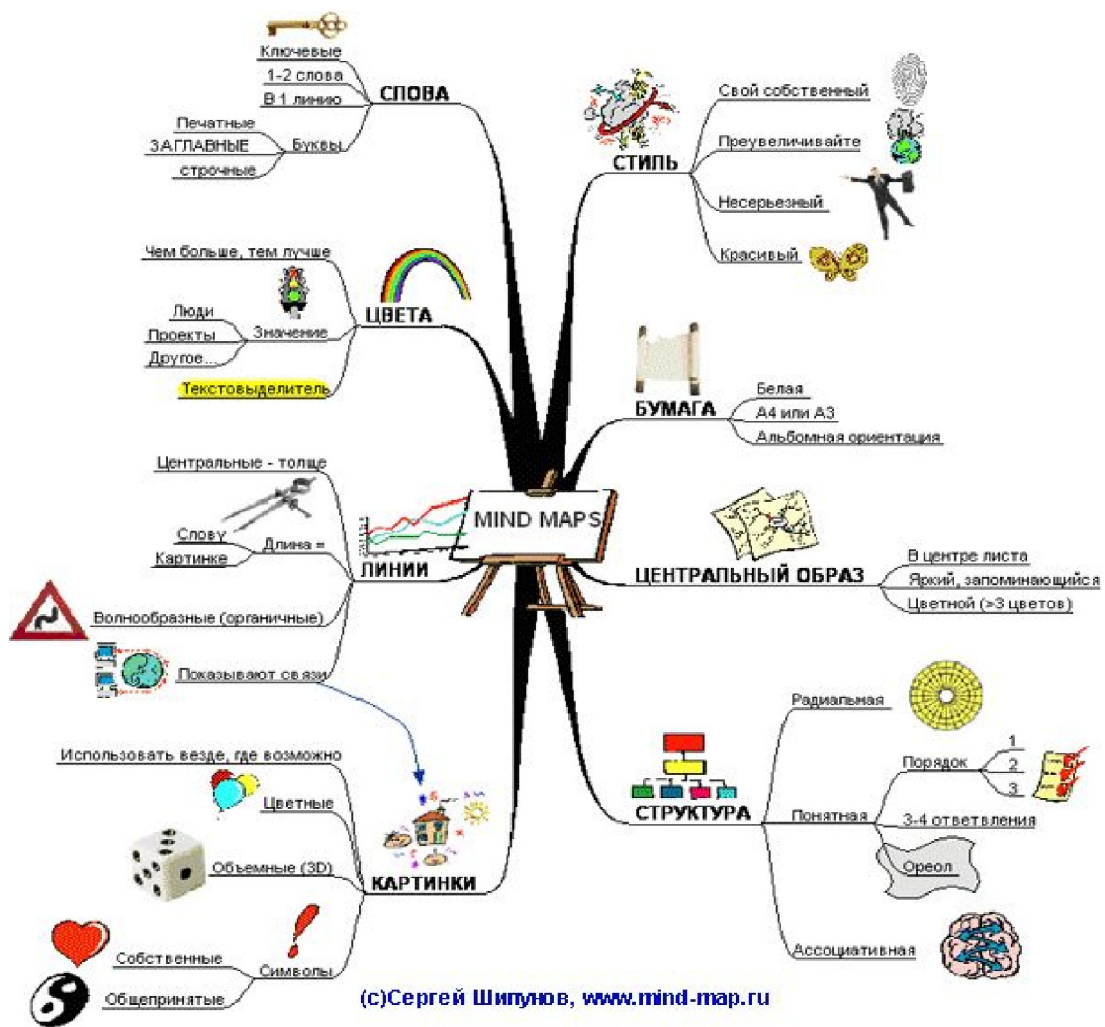 Ключевые
1-2 слова
В 1 линию
СЛОВА
Печатные
ЗАГЛАВНЫЕ
строчные
Буквы
Чем больше, тем лучше
ЦВЕТА
Люди
Проекты
Другое...
Значение
Текстовыделитель
Центральные - толще
Слову
Картинке
Длина =
ЛИНИИ
Волнообразные (органичные)
Показывают связи
Использовать везде, где возможно
Цветные
Объемные (3D)
КАРТИНКИ
Собственные
Общепринятые
Символы
MIND MAPS
СТИЛЬ
Свой собственный
Преувеличивайте
Несерьезный
Красивый
БУМАГА
Белая
А4 или А3
Альбомная ориентация
ЦЕНТРАЛЬНЫЙ ОБРАЗ
В центре листа
Яркий, запоминающийся
Цветной (>3 цветов)
СТРУКТУРА
Радиальная
Понятная
Порядок
1
2
3
3-4 ответвления
Ореол
Ассоциативная
(c)Сергей Шипунов, www.mind-map.ru